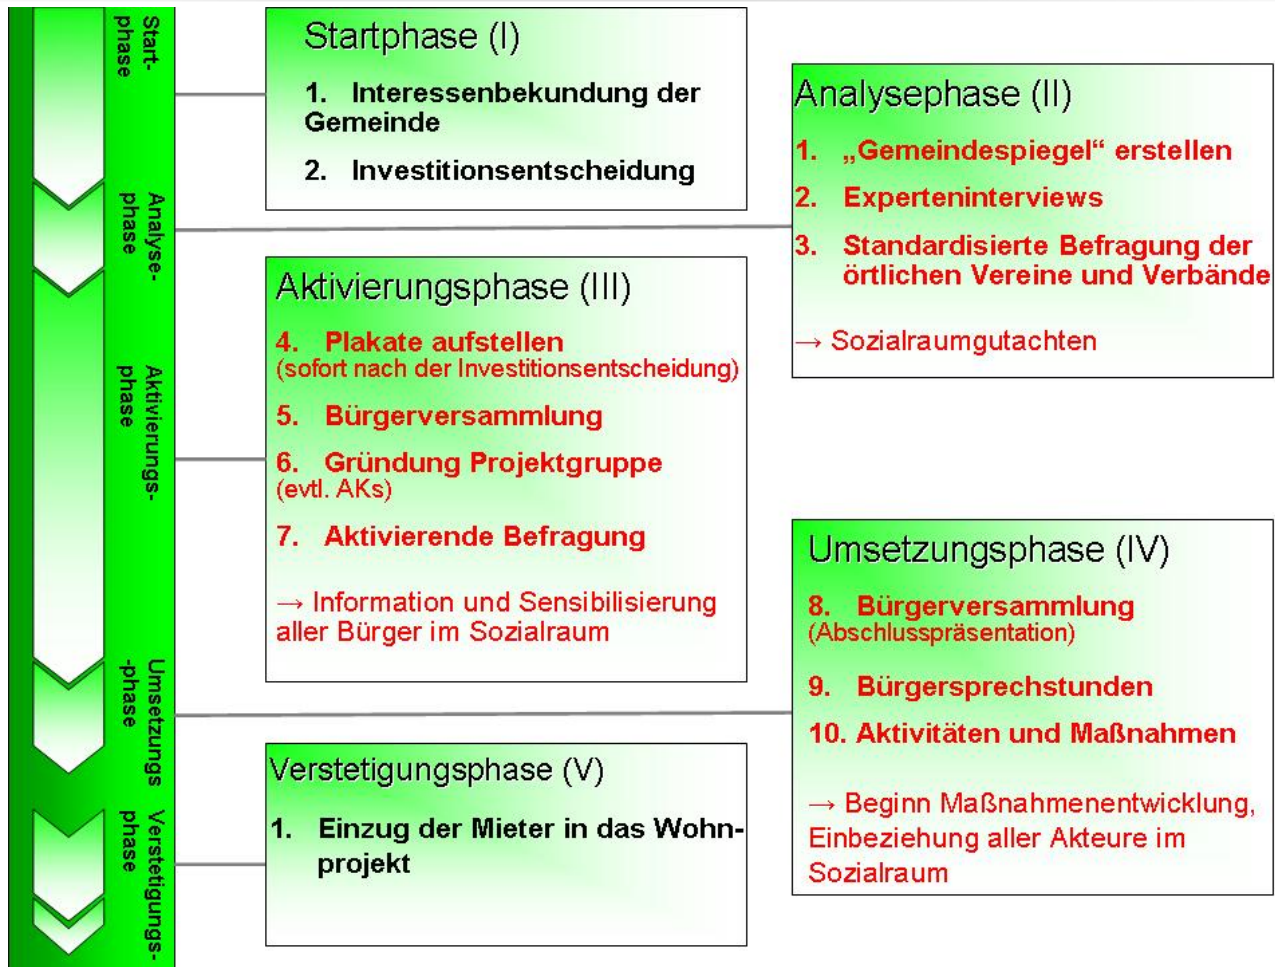 Start-
phase
Analyse-
phase
Aktivierungs-
phase
Umsetzungs
-phase
Verstetigungs-
phase
Startphase (I)
1. Interessenbekundung der
Gemeinde
2. Investitionsentscheidung
Analysephase (II)
1. „Gemeindespiegel“ erstellen
2. Experteninterviews
3. Standardisierte Befragung der
örtlichen Vereine und Verbände
→ Sozialraumgutachten
Aktivierungsphase (III)
4. Plakate aufstellen
(sofort nach der Investitionsentscheidung)
5. Bürgerversammlung
6. Gründung Projektgruppe
(evtl. AKs)
7. Aktivierende Befragung
→ Information und Sensibilisierung
aller Bürger im Sozialraum
Umsetzungsphase (IV)
8. Bürgerversammlung
(Abschlusspräsentation)
9. Bürgersprechstunden
10. Aktivitäten und Maßnahmen
→ Beginn Maßnahmenentwicklung,
Einbeziehung aller Akteure im
Sozialraum
Verstetigungsphase (V)
1. Einzug der Mieter in das Wohn-
projekt